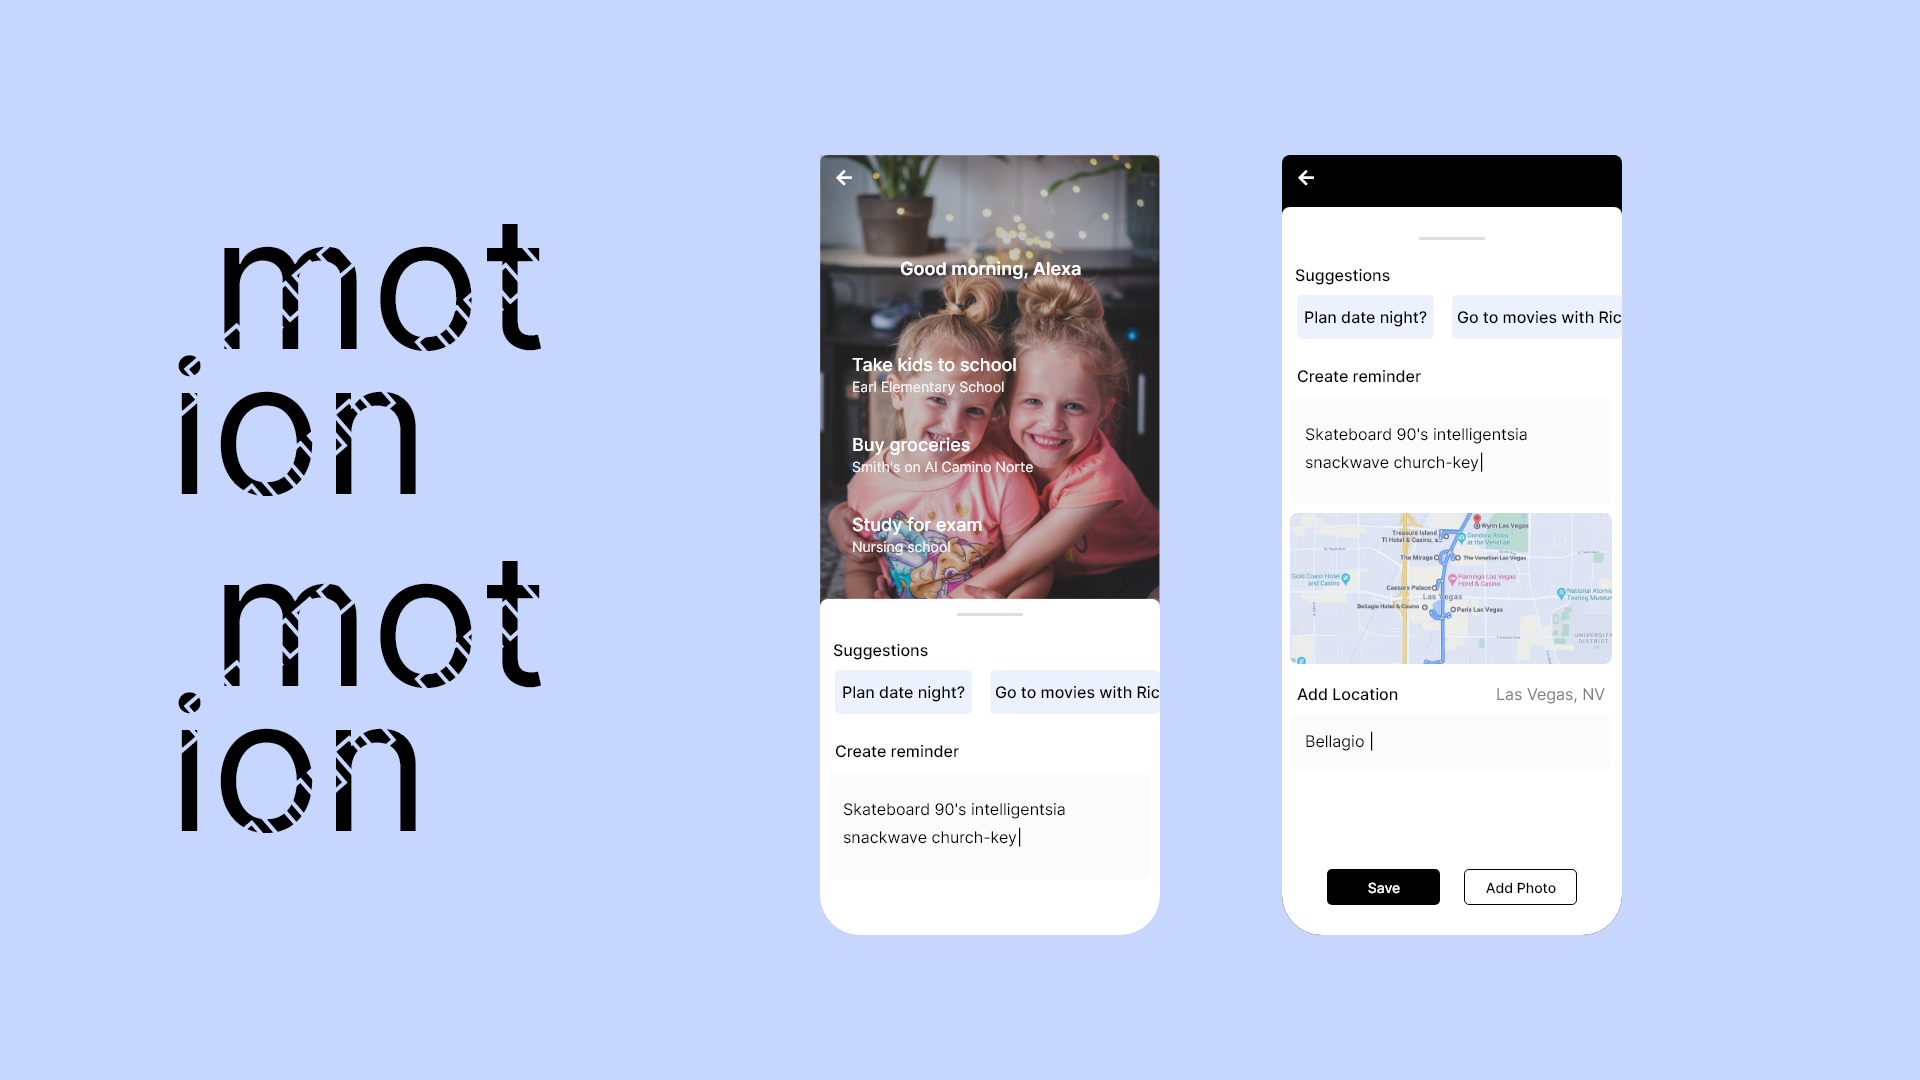 mot
ion
mot
ion
Good morning, Alexa
Take kids to school
Earl Elementary School
Buy groceries
Smith's on Al Camino Norte
Study for exam
Nursing school
Suggestions
Plan date night?
Go to movies with Ric
Create reminder
Skateboard 90's intelligentsia
snackwave church-key
Suggestions
Plan date night?
Go to movies with Ric
Create reminder
Skateboard 90's intelligentsia
snackwave church-key
Wynn Las Vegas
Treasure Island
TI Hotel & Casino, a...
Gondola Rides
at the Venetian
The Mirage
The Venetian Las Vegas
Gold Coast Hotel
and Casino
Flamingo Las Vegas
Hotel & Casino
Caesars Palace
Las Vegas
National Atomic
Testing Museum
Bellagio Hotel & Casino
Paris Las Vegas
UNIVERSITY
DISTRICT
Add Location
Las Vegas, NV
Bellagio
Save
Add Photo